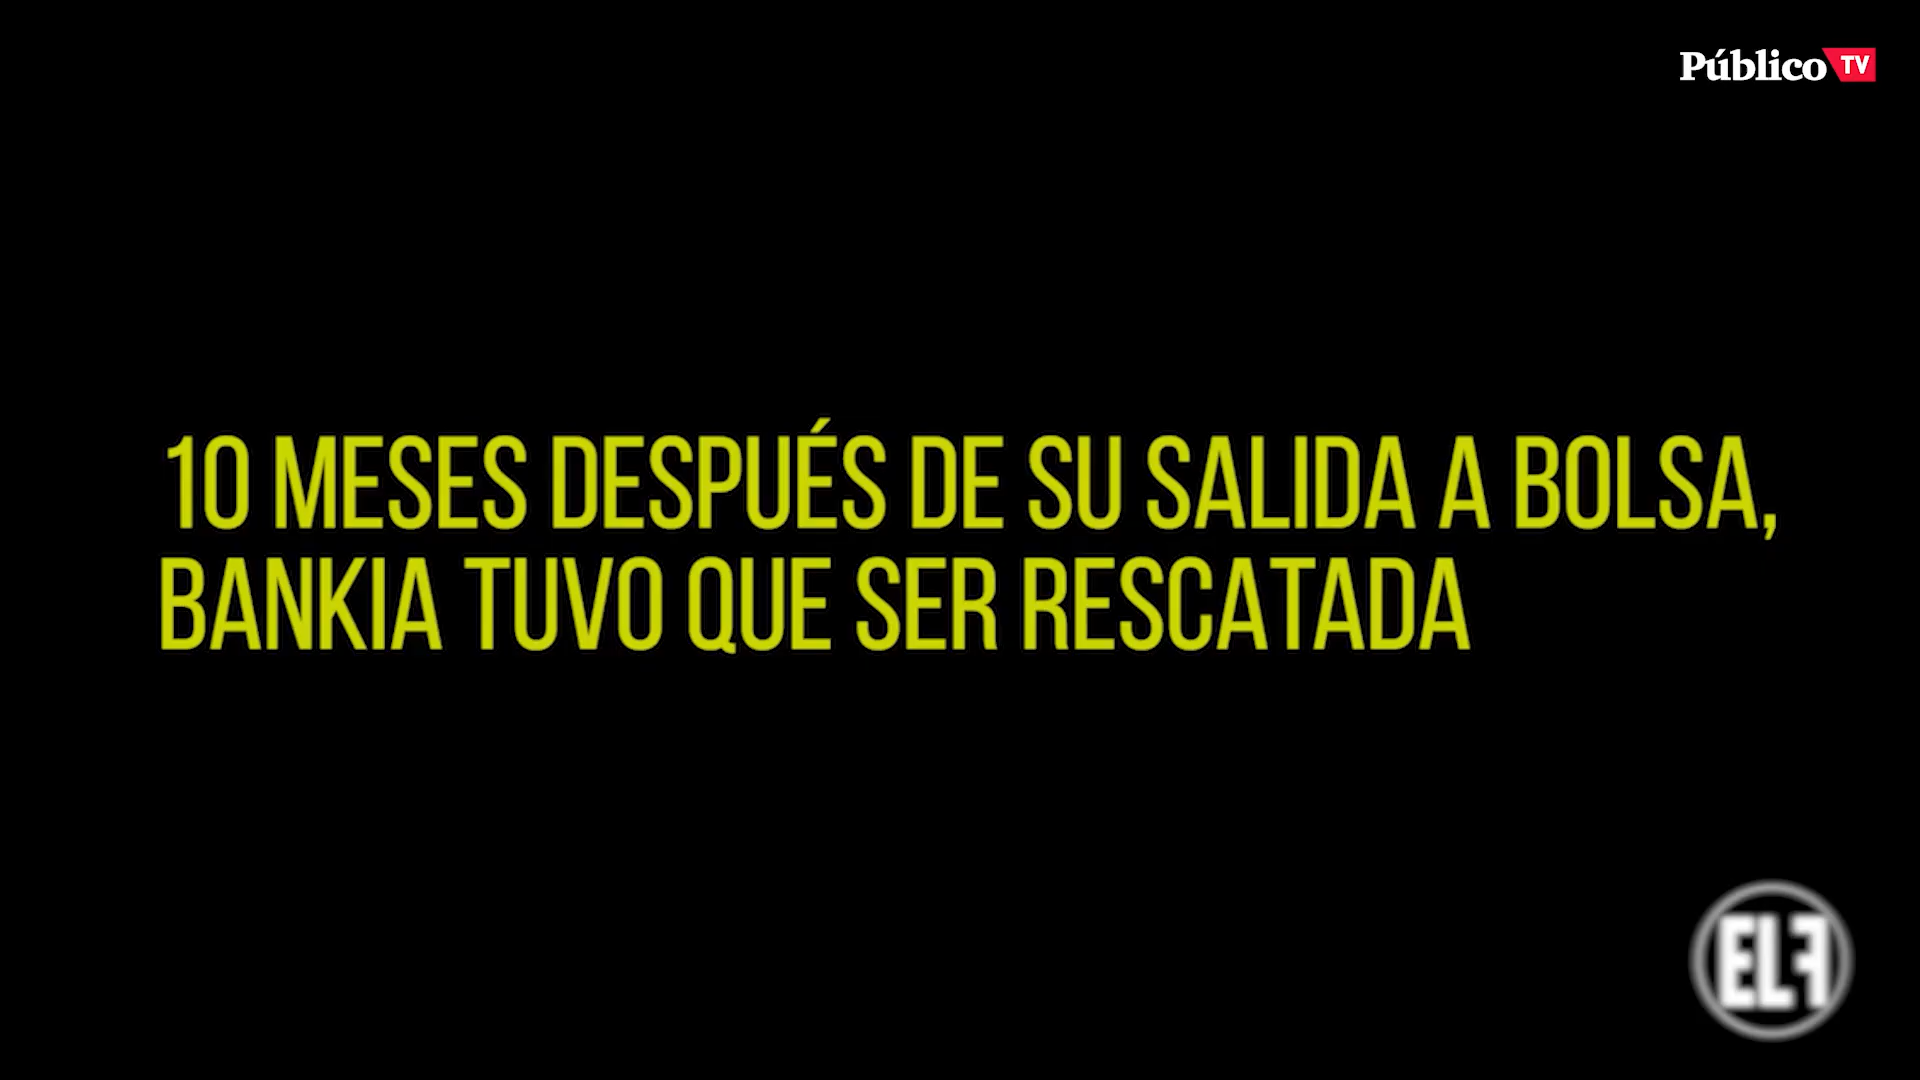 Público TV
10 MESES DESPUÉS DE SU SALIDA A BOLSA,
BANKIA TUVO QUE SER RESCATADA
ELF